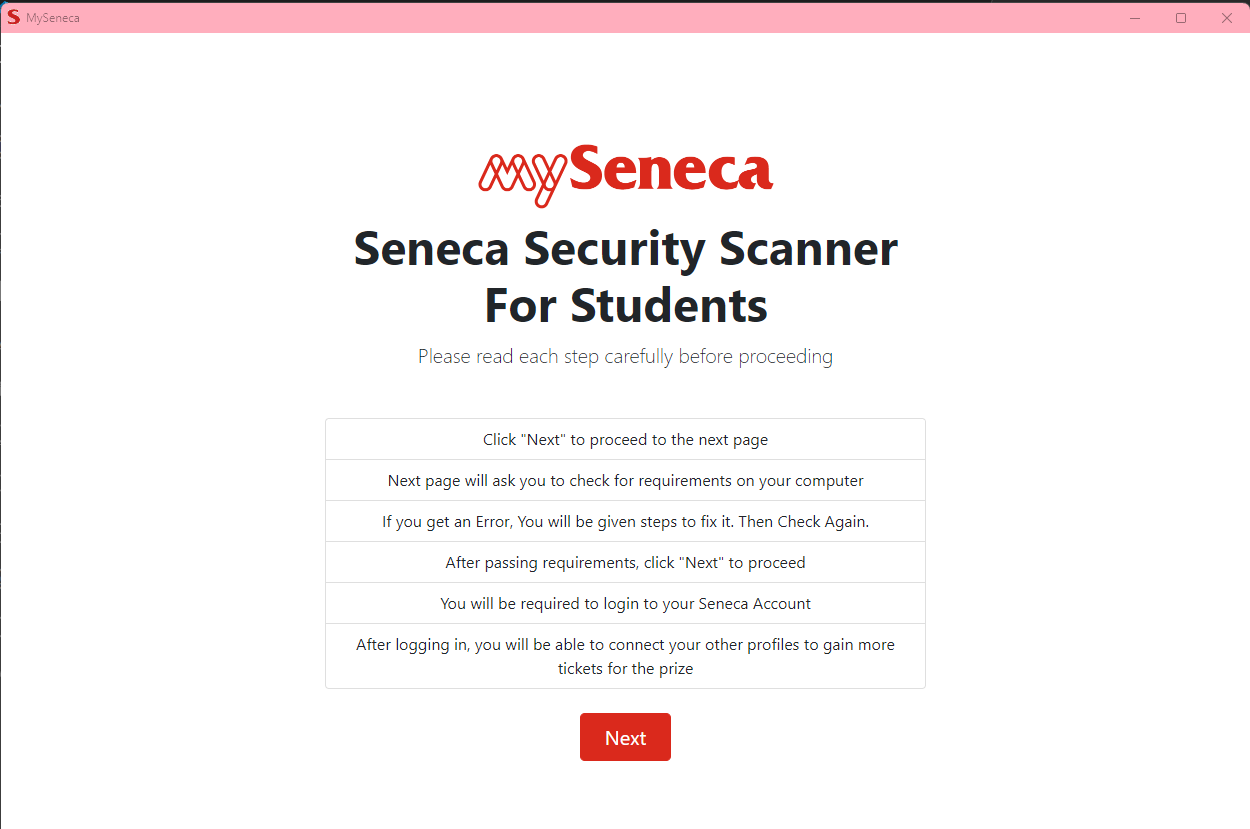 MySeneca
mySeneca
Seneca Security Scanner
For Students
Please read each step carefully before proceeding
Click "Next" to proceed to the next page
Next page will ask you to check for requirements on your computer
If you get an Error, You will be given steps to fix it. Then Check Again.
After passing requirements, click "Next" to proceed
You will be required to login to your Seneca Account
After logging in, you will be able to connect your other profiles to gain more
tickets for the prize
Next